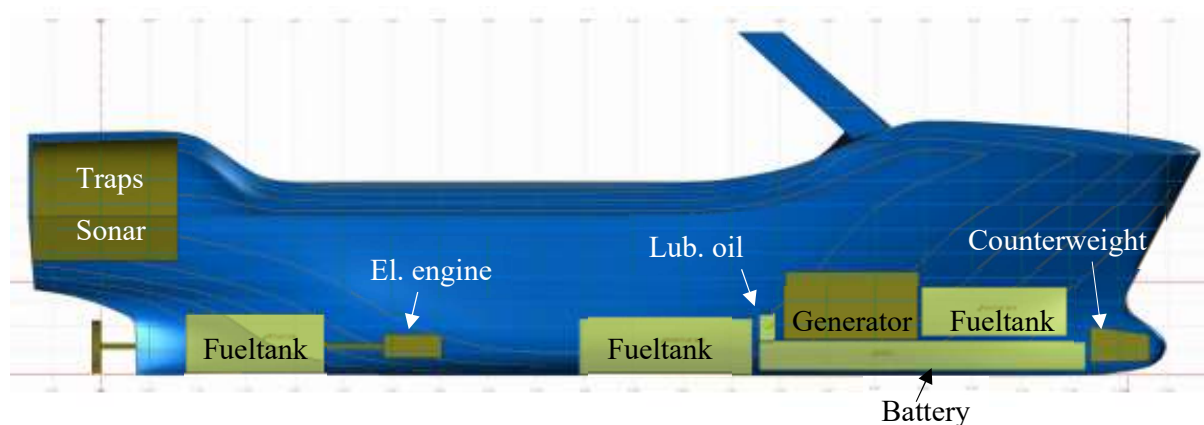 Traps
Sonar
El. engine
Lub. oil
Counterweight
Fueltank
Fueltank
Generator
Fueltank
Battery